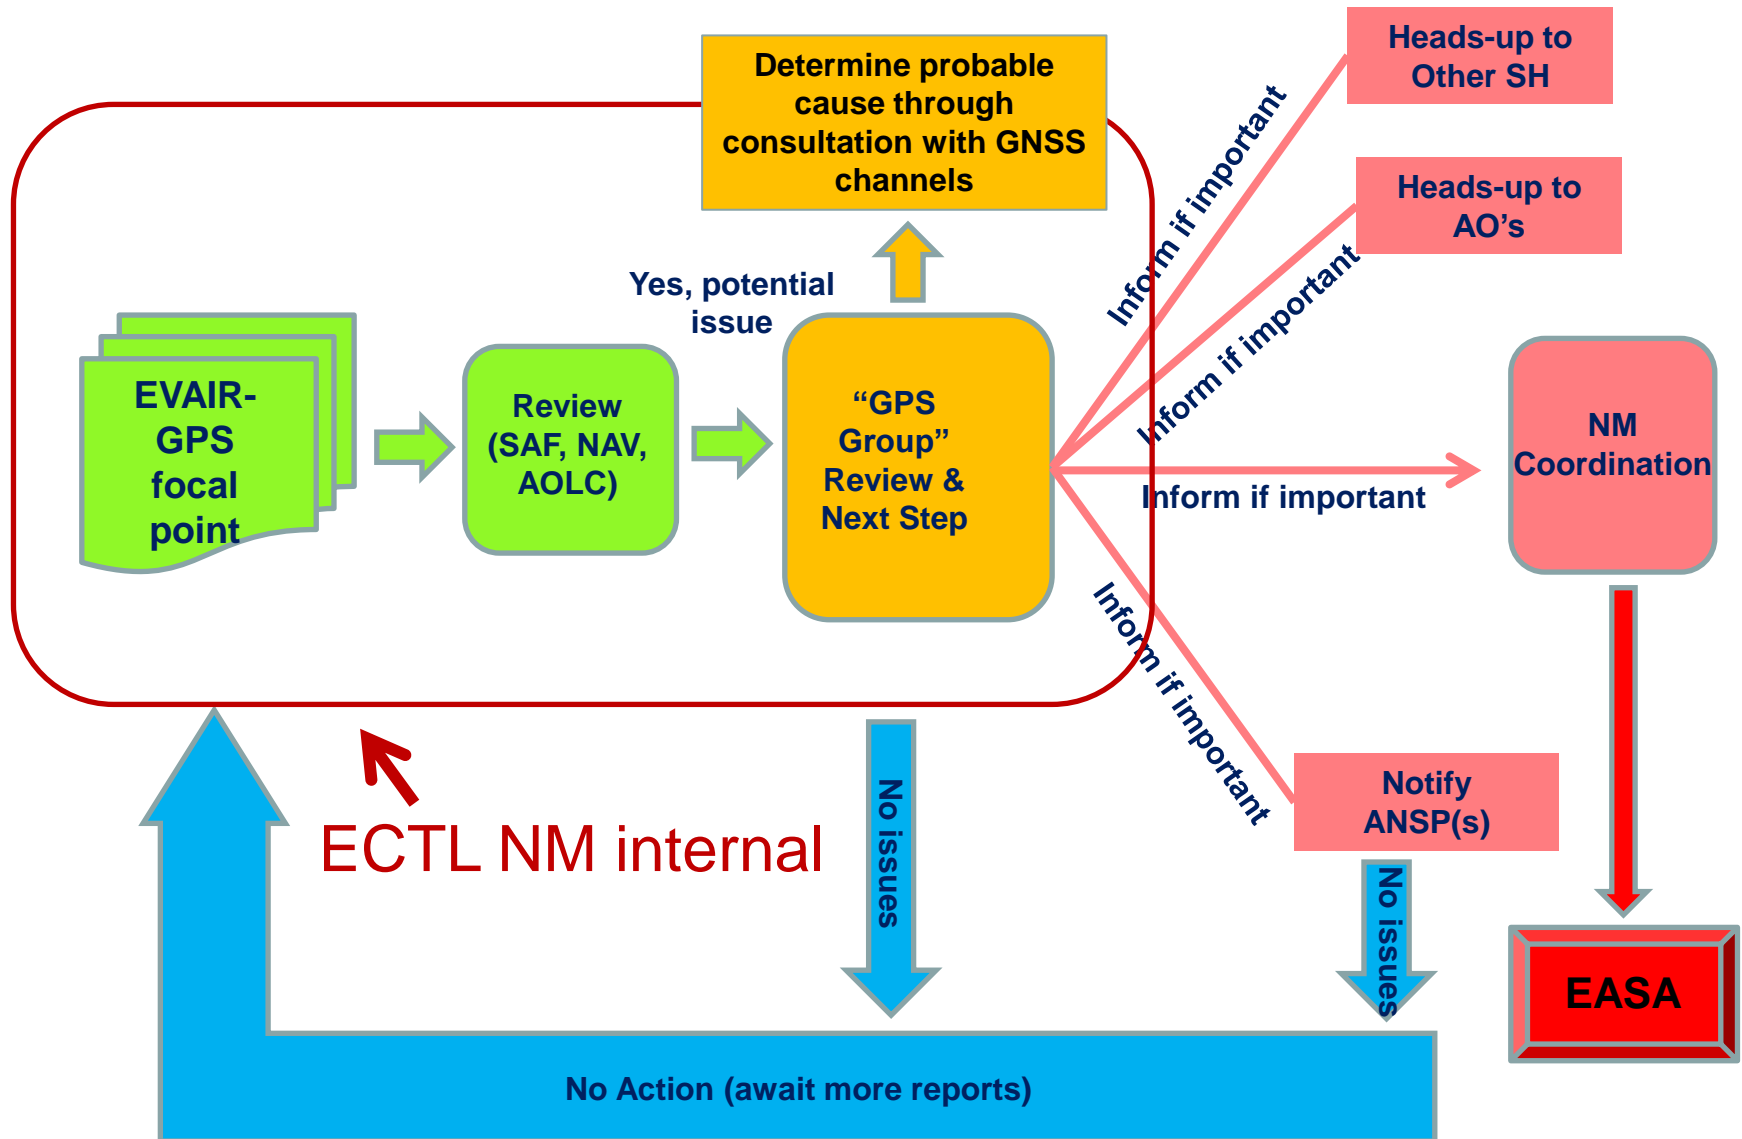 Determine probable
cause through
consultation with GNSS
channels
Heads-up to
Other SH
Heads-up to
AO’s
Inform if important
Inform if important
Yes, potential
issue
EVAIR-
GPS
focal
point
Review
(SAF, NAV,
AOLC)
“GPS
Group”
Review &
Next Step
Inform if important
NM
Coordination
Inform if important
Notify
ANSP(s)
ECTL NM internal
No issues
No issues
EASA
No Action (await more reports)